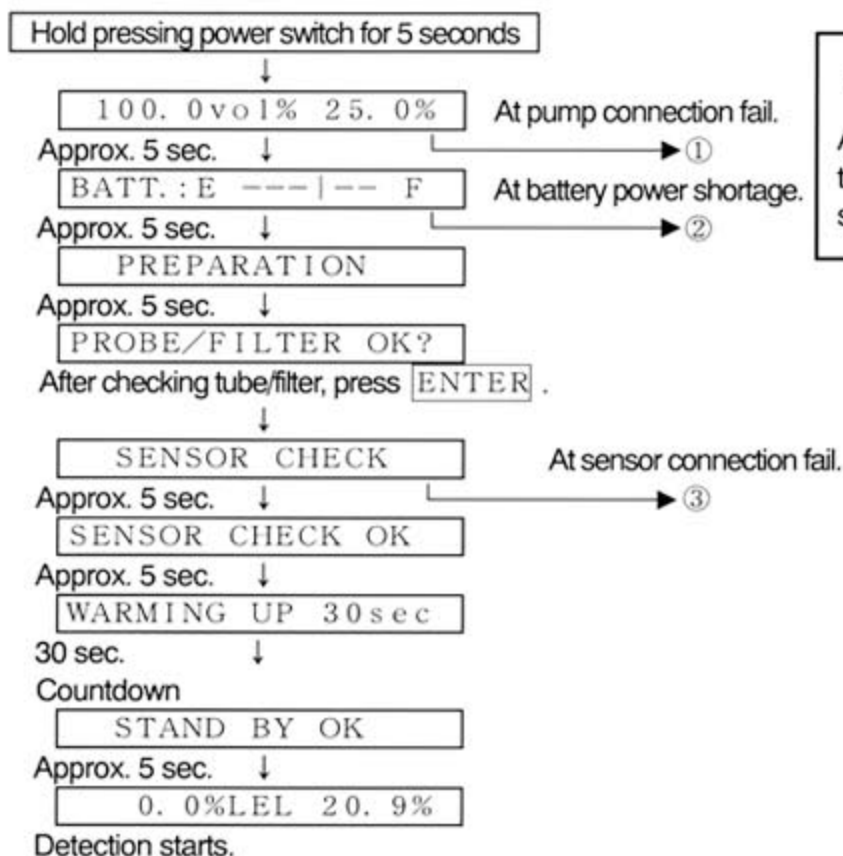 Hold pressing power switch for 5 seconds
↓
100. 0vol% 25. 0% At pump connection fail.
Approx. 5 sec. ↓ ①
BATT. : E ---|-- F At battery power shortage.
Approx. 5 sec. ↓ ②
PREPARATION
Approx. 5 sec. ↓
PROBE/FILTER OK?
After checking tube/filter, press ENTER .
↓
SENSOR CHECK At sensor connection fail.
Approx. 5 sec. ↓ ③
SENSOR CHECK OK
Approx. 5 sec. ↓
WARMING UP 30sec
30 sec. ↓
Countdown
STAND BY OK
Approx. 5 sec. ↓
0. 0%LEL 20. 9%
Detection starts.